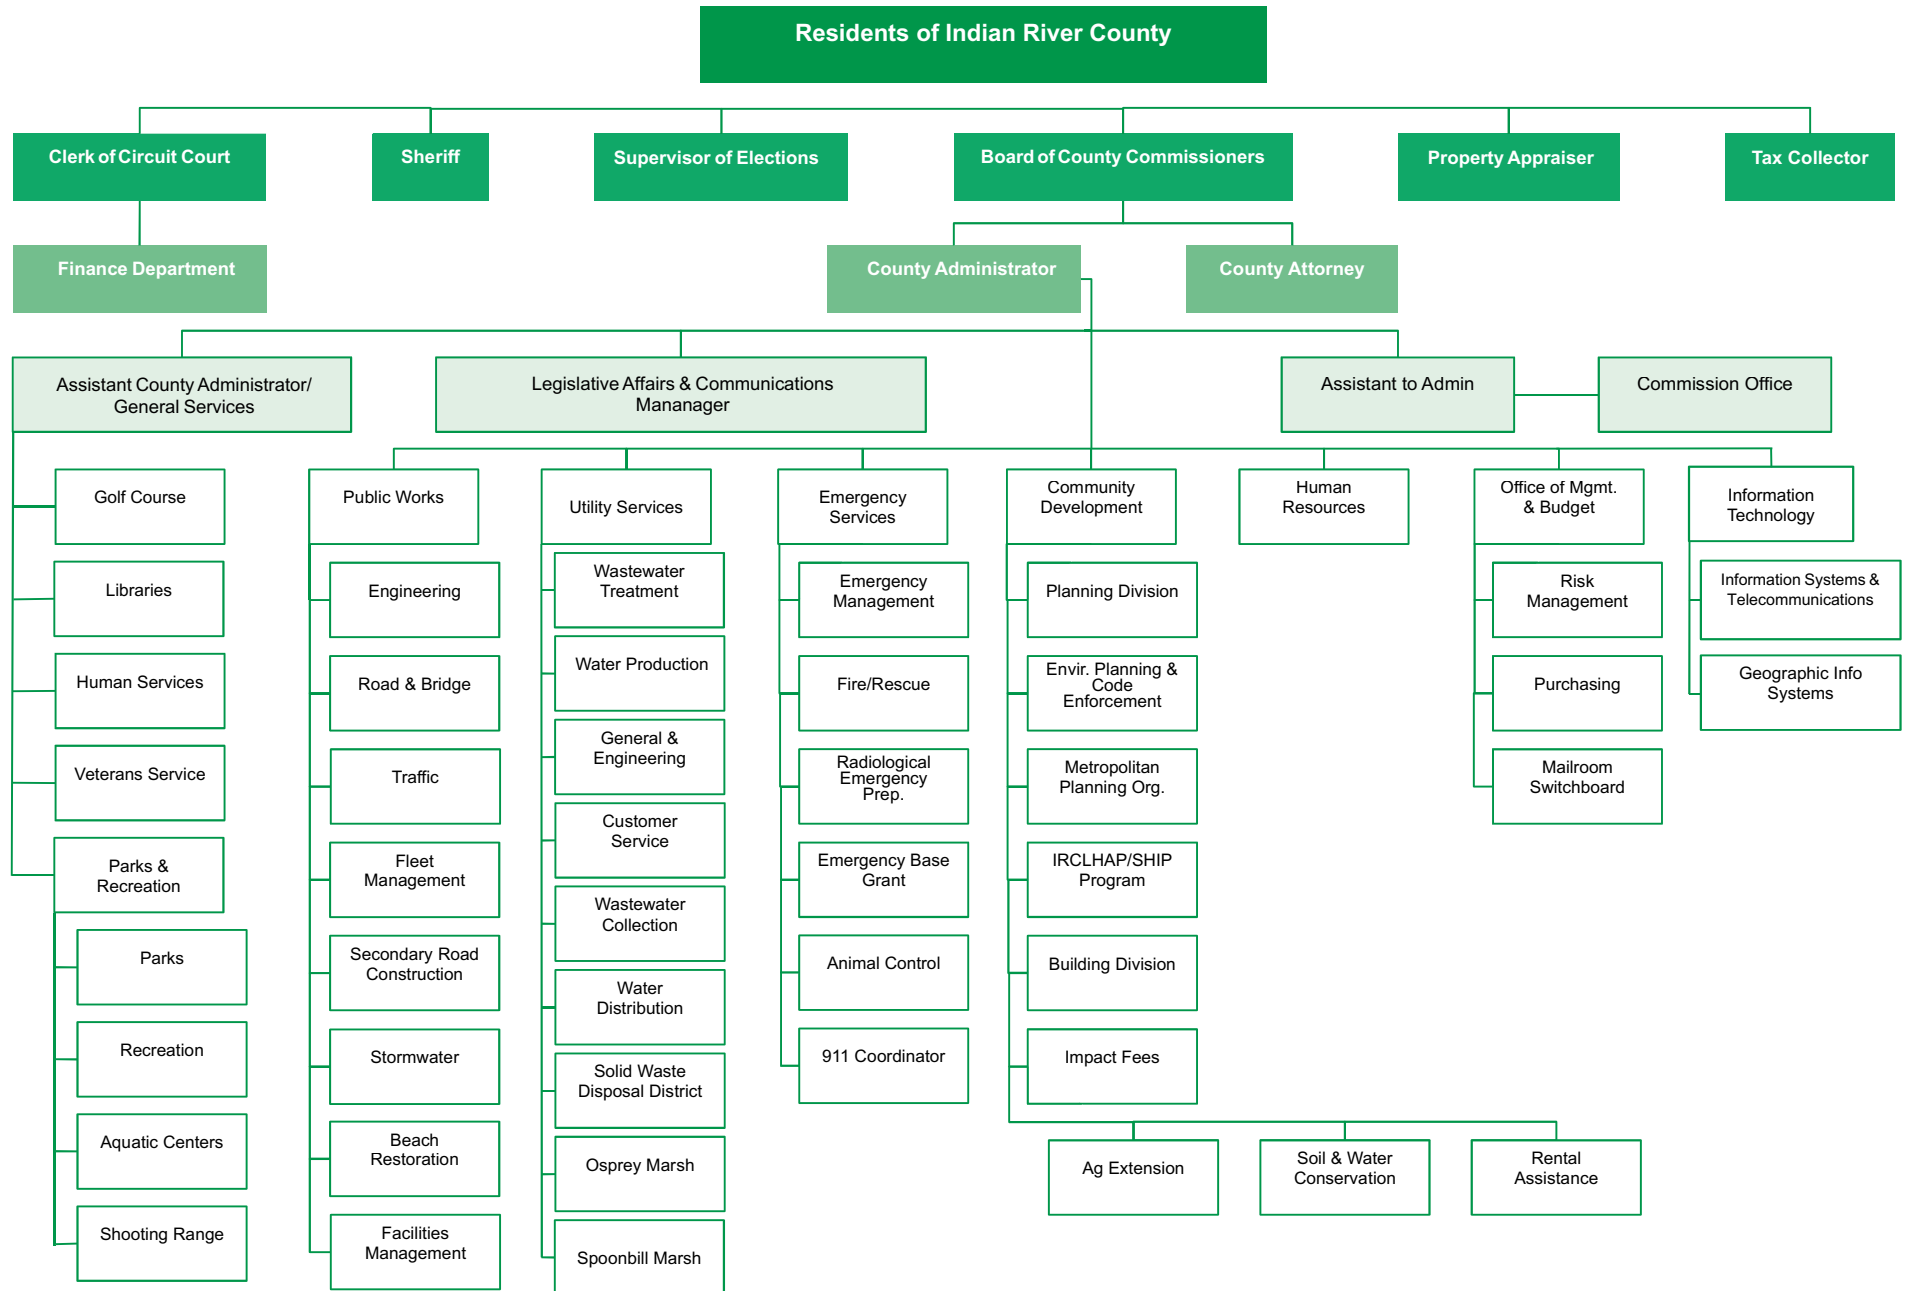 Residents of Indian River County
Clerk of Circuit Court
Sheriff
Supervisor of Elections
Board of County Commissioners
Property Appraiser
Tax Collector
Finance Department
County Administrator
County Attorney
Assistant County Administrator/
General Services
Legislative Affairs & Communications
Mananager
Assistant to Admin
Commission Office
Golf Course
Libraries
Human Services
Veterans Service
Parks &
Recreation
Parks
Recreation
Aquatic Centers
Shooting Range
Public Works
Engineering
Road & Bridge
Traffic
Fleet
Management
Secondary Road
Construction
Stormwater
Beach
Restoration
Facilities
Management
Utility Services
Wastewater
Treatment
Water Production
General &
Engineering
Customer
Service
Wastewater
Collection
Water
Distribution
Solid Waste
Disposal District
Osprey Marsh
Spoonbill Marsh
Emergency
Services
Emergency
Management
Fire/Rescue
Radiological
Emergency
Prep.
Emergency Base
Grant
Animal Control
911 Coordinator
Community
Development
Planning Division
Envir. Planning &
Code
Enforcement
Metropolitan
Planning Org.
IRCLHAP/SHIP
Program
Building Division
Impact Fees
Ag Extension
Soil & Water
Conservation
Rental
Assistance
Human
Resources
Office of Mgmt.
& Budget
Risk
Management
Purchasing
Mailroom
Switchboard
Information
Technology
Information Systems &
Telecommunications
Geographic Info
Systems